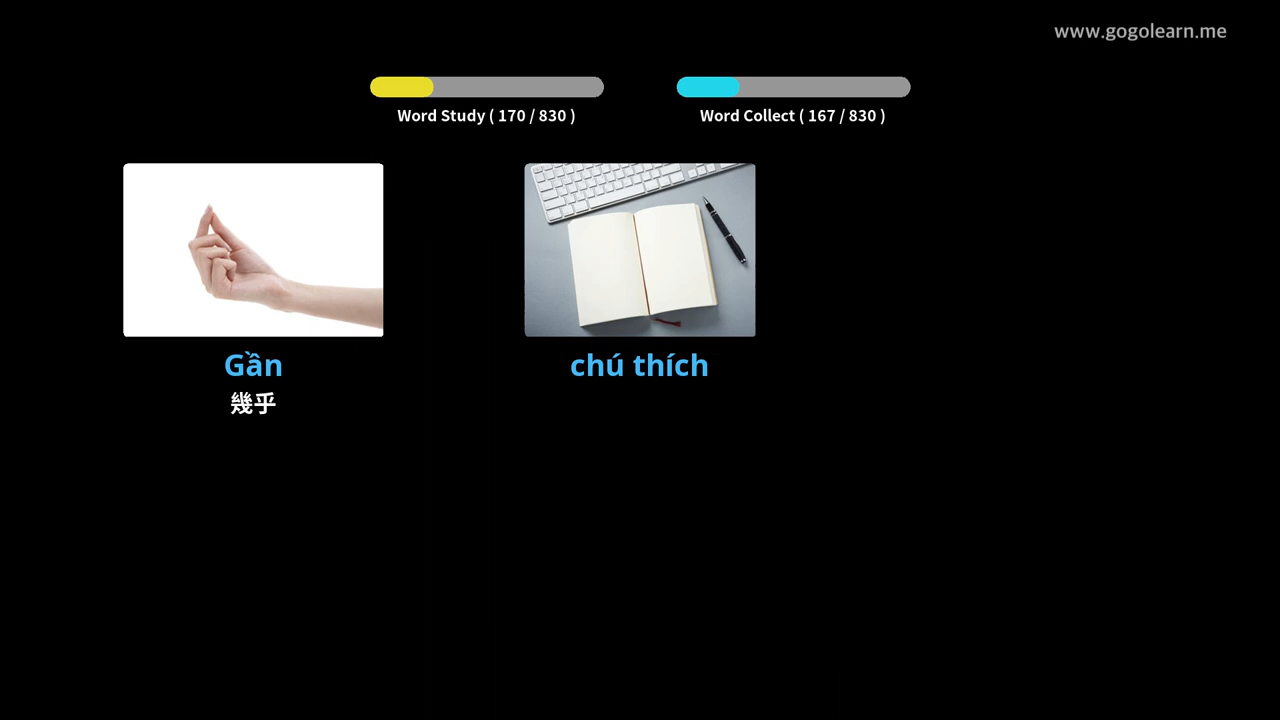 www.gogolearn.me
Word Study ( 170 / 830 )
Word Collect ( 167 / 830 )
Gần
幾乎
chú thích